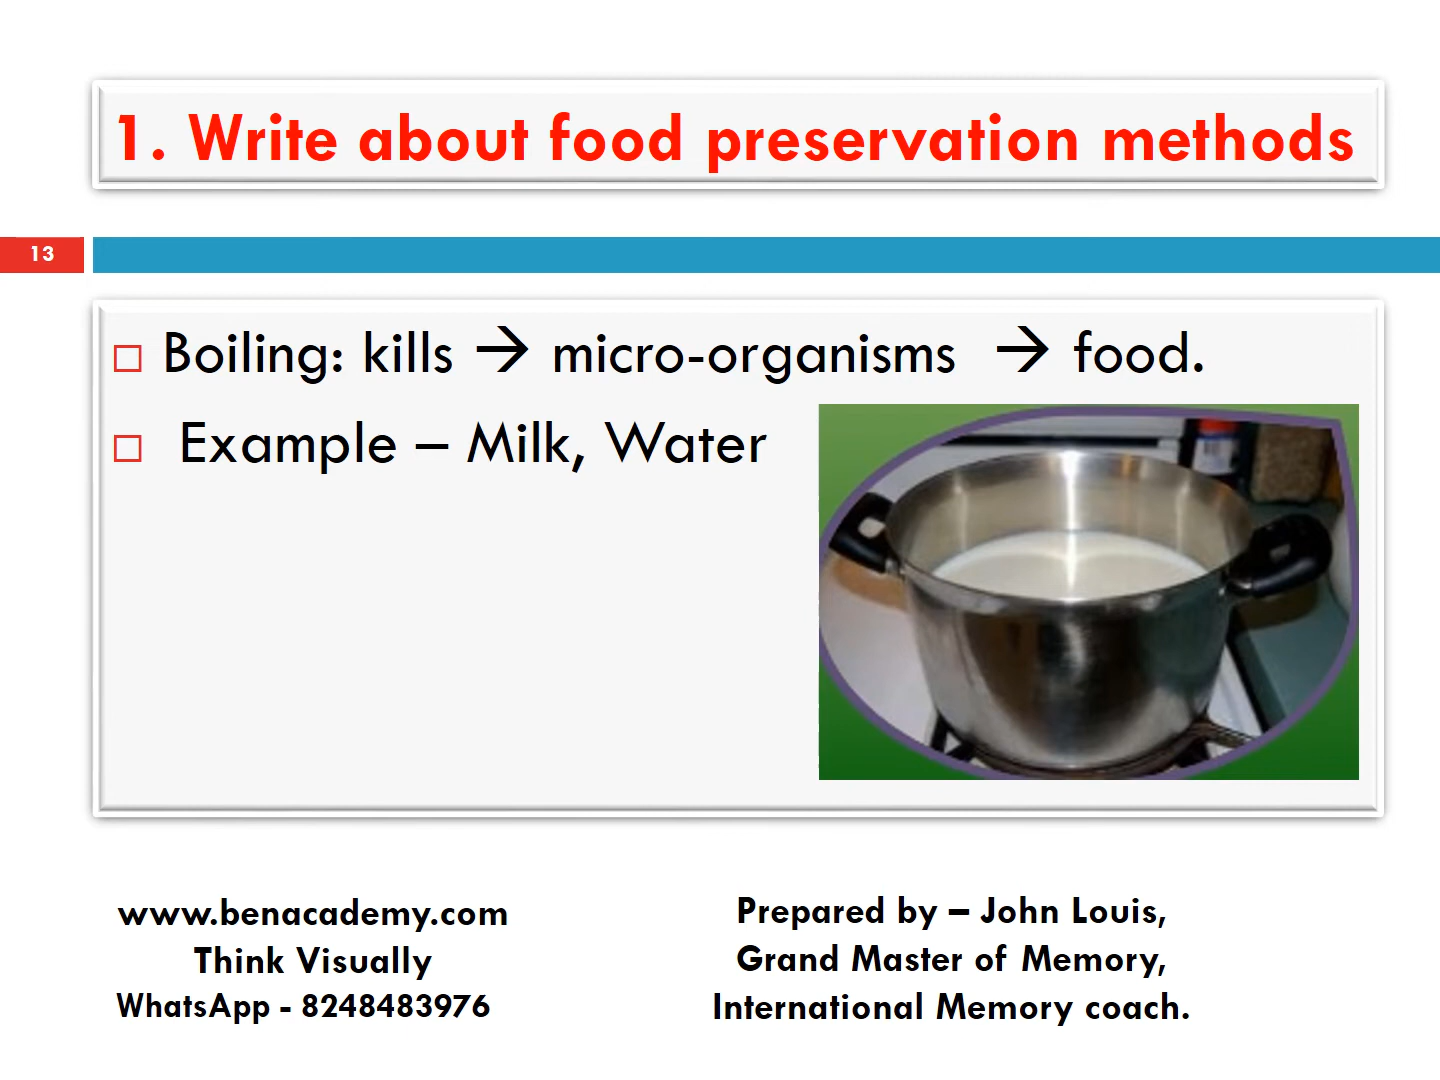 1. Write about food preservation methods
13
□ Boiling: kills → micro-organisms → food.
□ Example – Milk, Water
www.benacademy.com
Think Visually
WhatsApp - 8248483976
Prepared by – John Louis,
Grand Master of Memory,
International Memory coach.